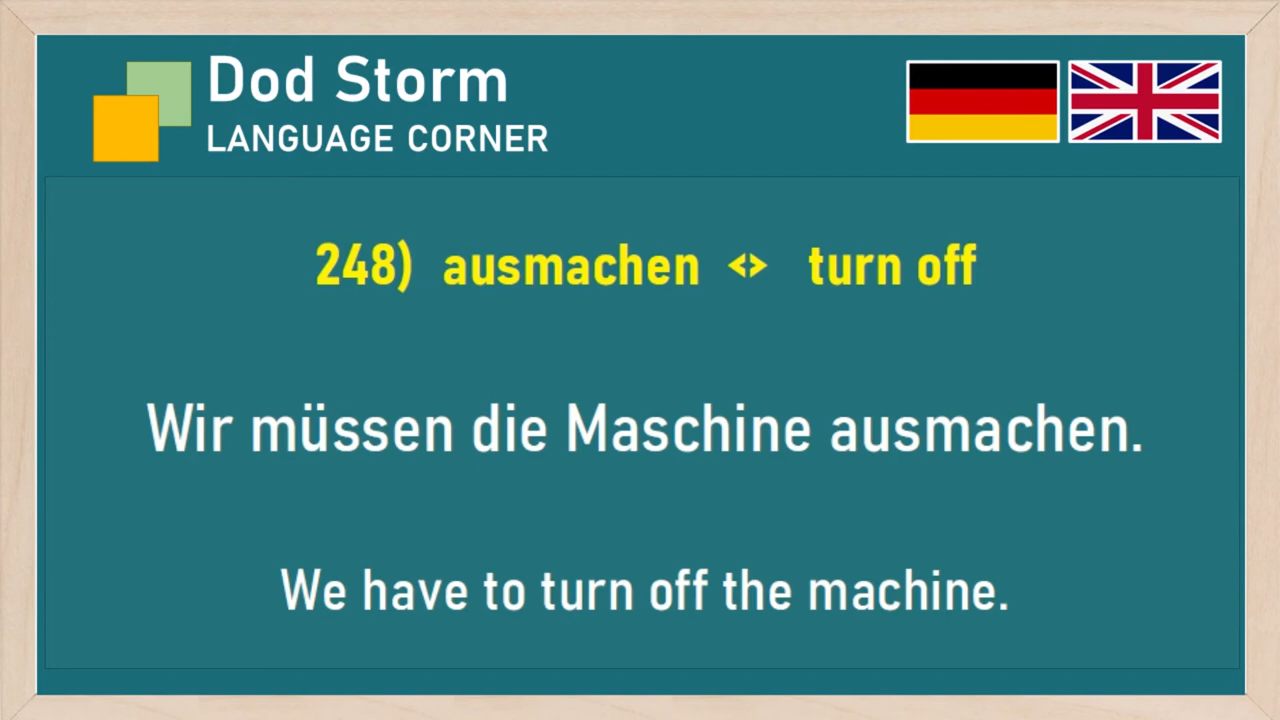 Dod Storm
LANGUAGE CORNER
248) ausmachen <> turn off
Wir müssen die Maschine ausmachen.
We have to turn off the machine.